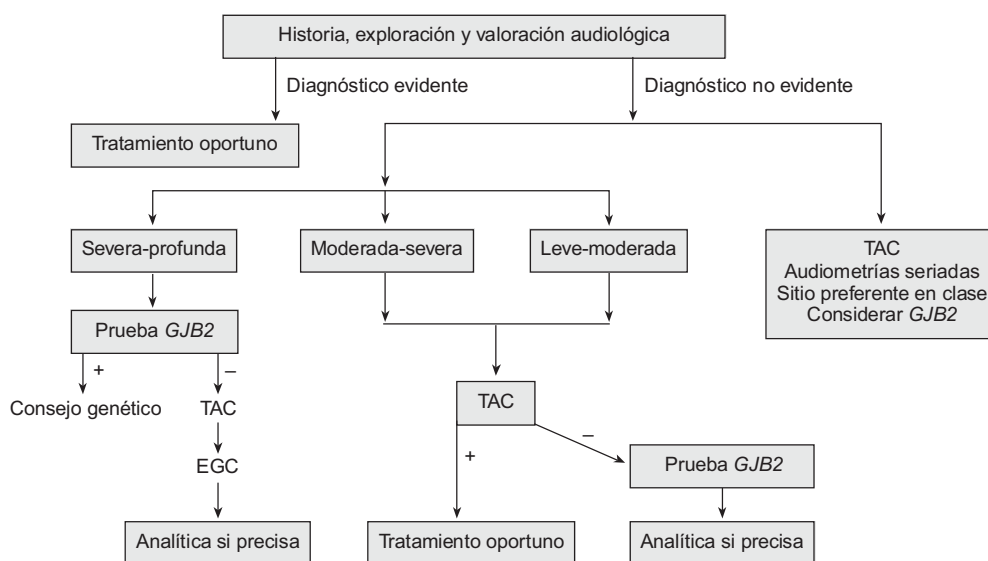 Historia, exploración y valoración audiológica
Diagnóstico evidente
Diagnóstico no evidente
Tratamiento oportuno
Severa-profunda
Moderada-severa
Leve-moderada
TAC
Audiometrías seriadas
Sitio preferente en clase
Considerar GJB2
Prueba GJB2
+
–
Consejo genético
TAC
EGC
Analítica si precisa
TAC
+
–
Prueba GJB2
Tratamiento oportuno
Analítica si precisa